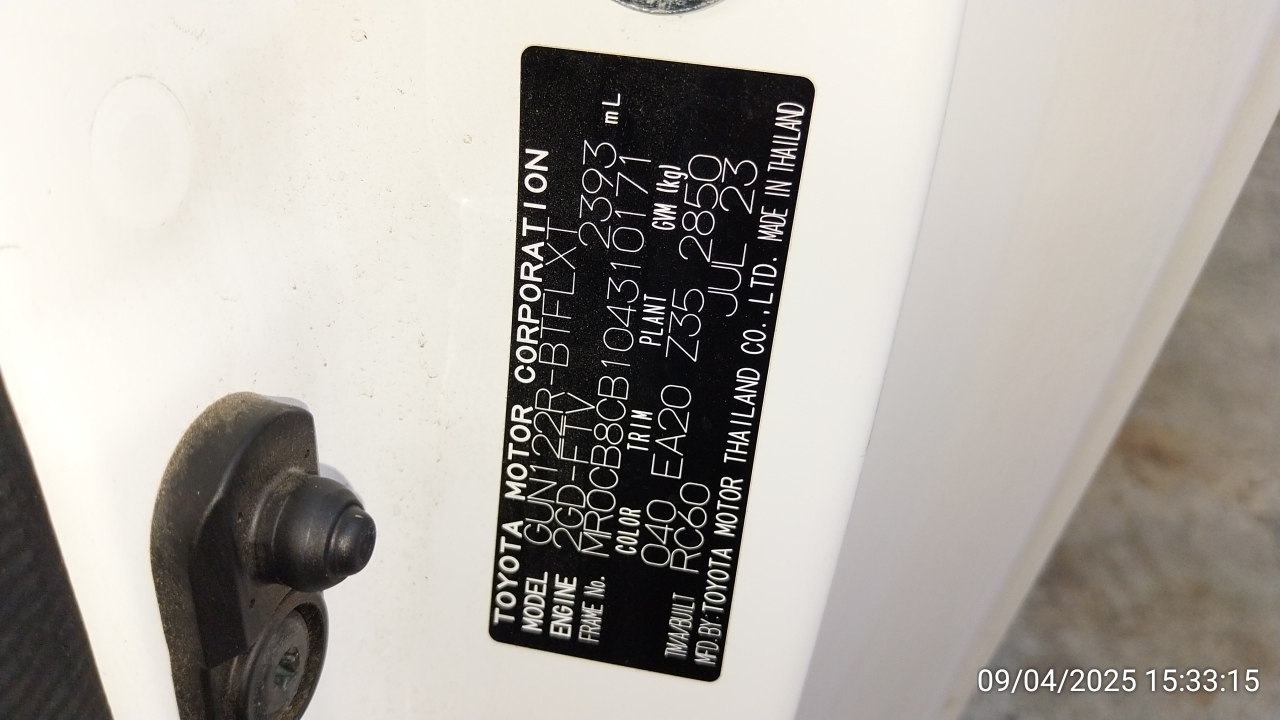 TOYOTA MOTOR CORPORATION
MODEL GUN122R-BTFLXT
ENGINE 2GD-FTV 2393 mL
FRAME No. MR0CB8CB104310171
COLOR TRIM PLANT GVM (kg)
040 EA20 Z35 2850
TM/A/BUILT RC60 JUL 23
MFD. BY: TOYOTA MOTOR THAILAND CO., LTD. MADE IN THAILAND
09/04/2025 15:33:15